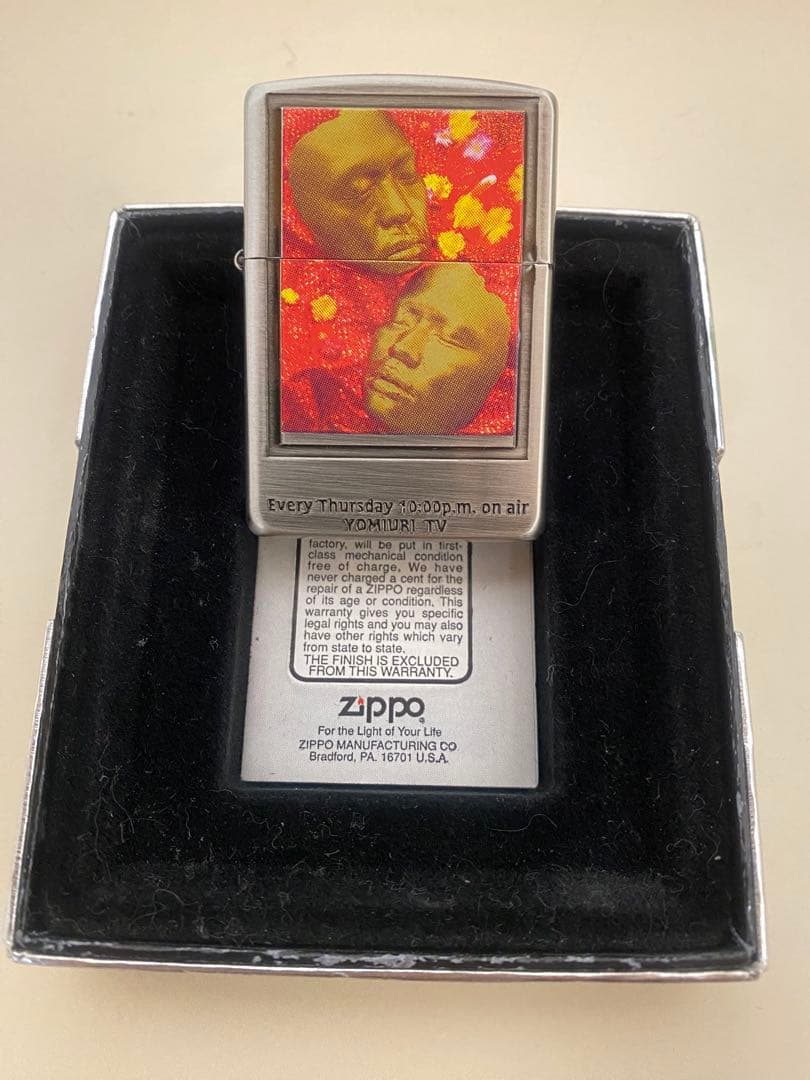 Every Thursday 10:00p.m. on air
YOMIURI TV
factory, will be put in first-
class mechanical condition
free of charge. We have
never charged a cent for the
repair of a ZIPPO regardless
of its age or condition. This
warranty gives you specific
legal rights and you may also
have other rights which vary
from state to state.
THE FINISH IS EXCLUDED
FROM THIS WARRANTY.
Zippo®
For the Light of Your Life
ZIPPO MANUFACTURING CO.
Bradford, PA. 16701 U.S.A.